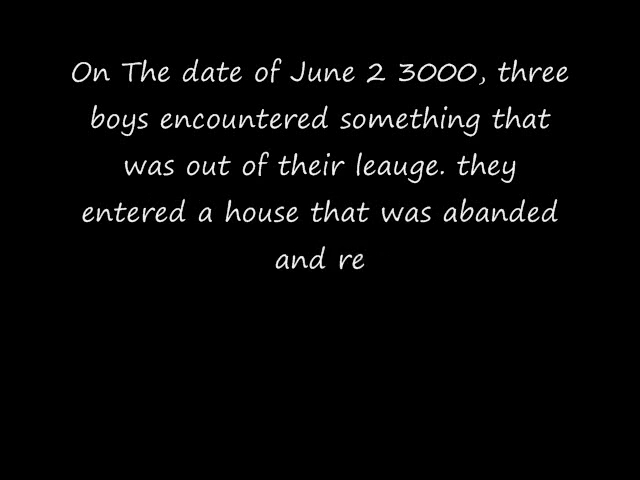 On The date of June 2 3000, three
boys encountered something that
was out of their leauge. they
entered a house that was abanded
and re